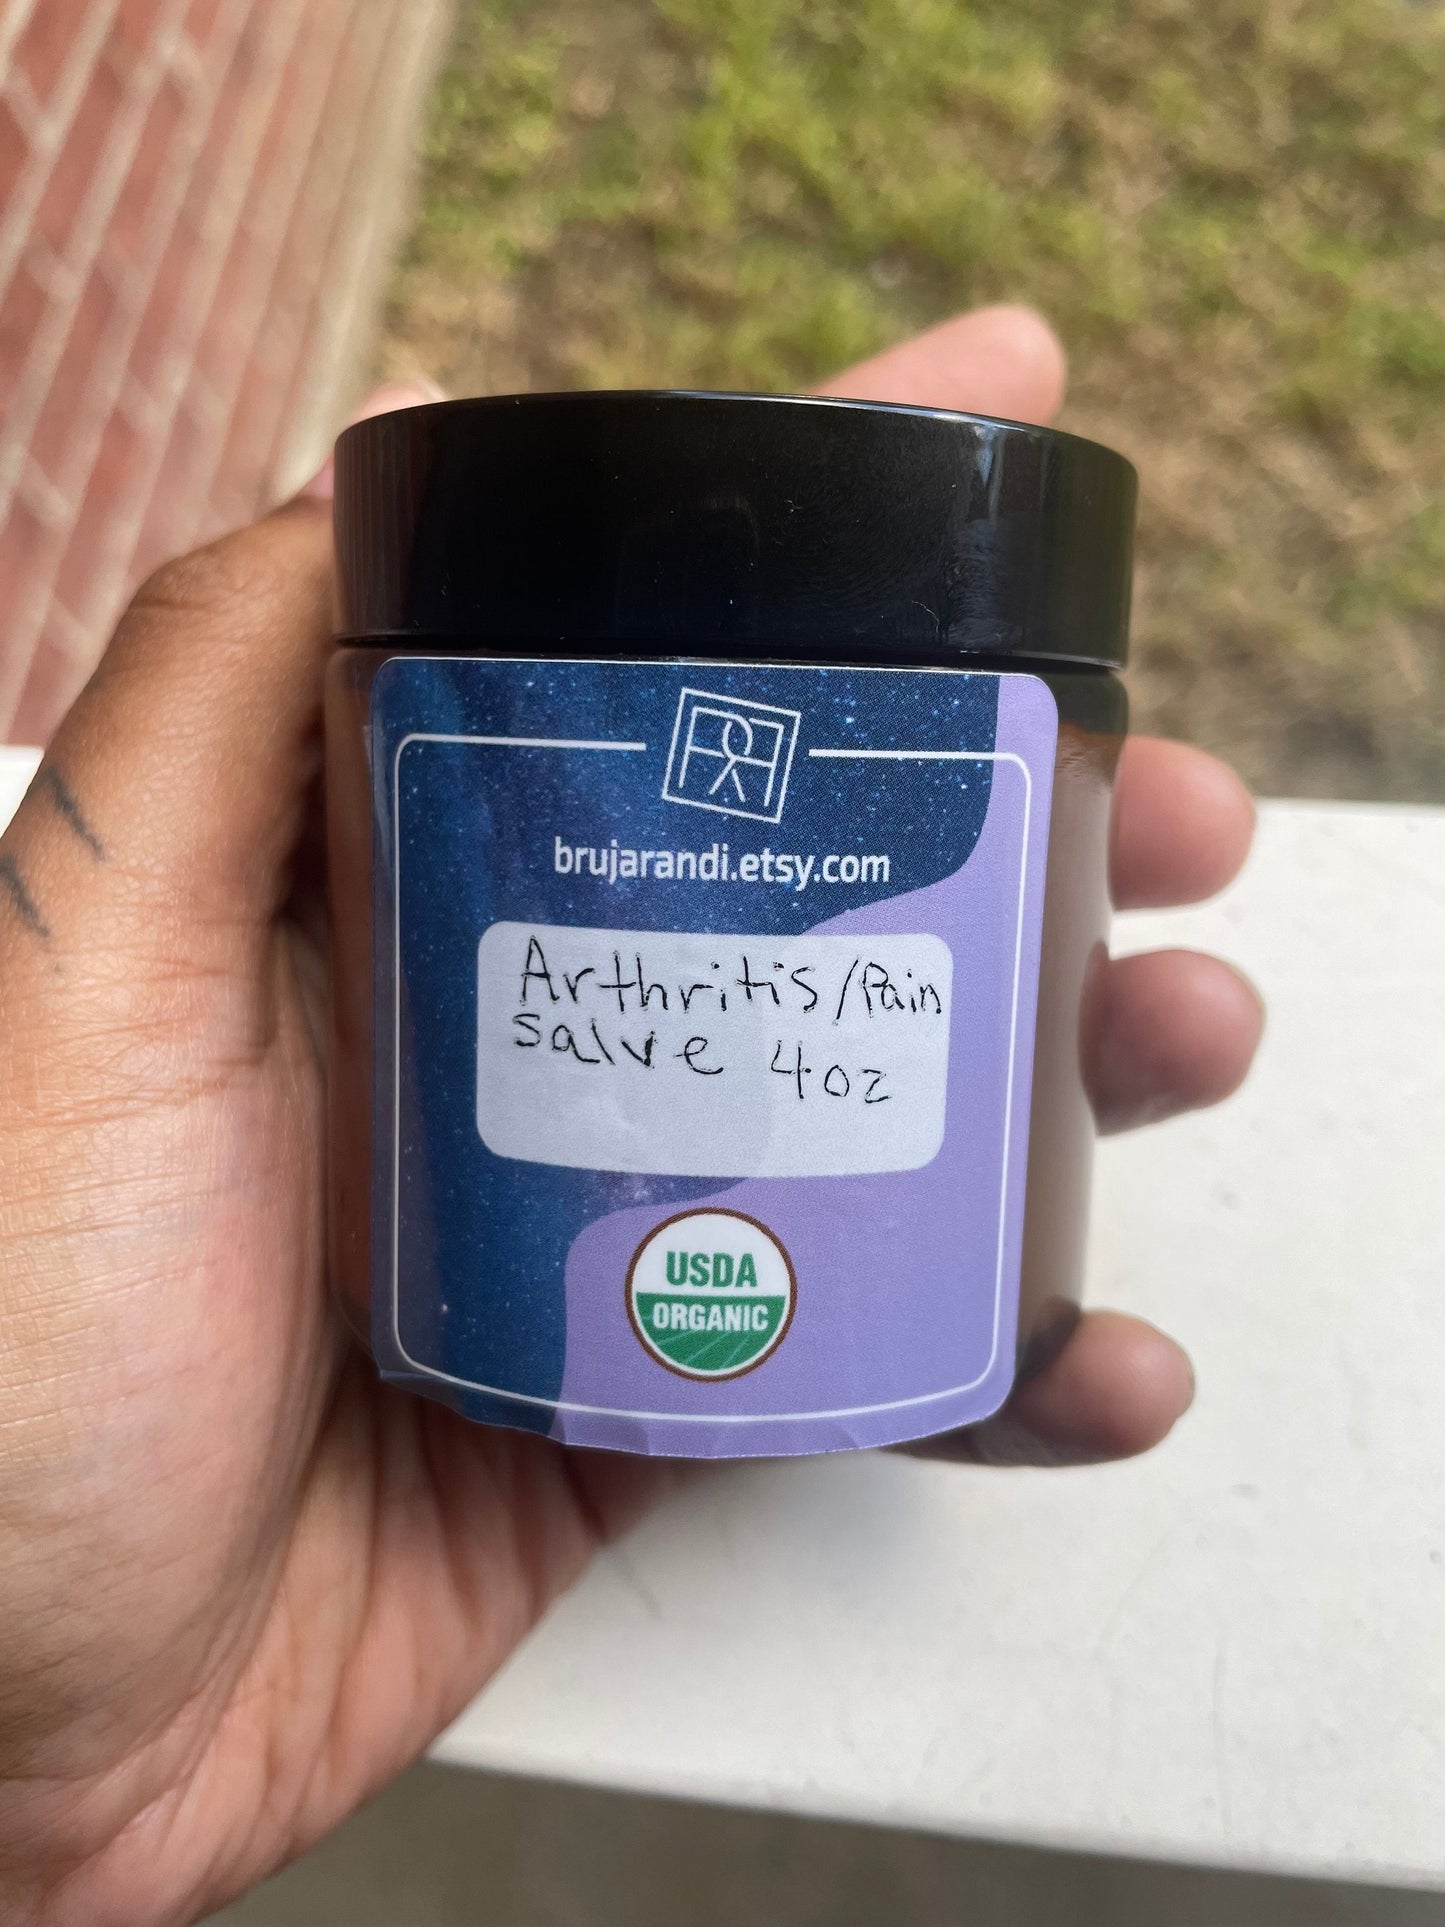 brujarandi.etsy.com
Arthritis/Pain
salve 4oz
USDA
ORGANIC